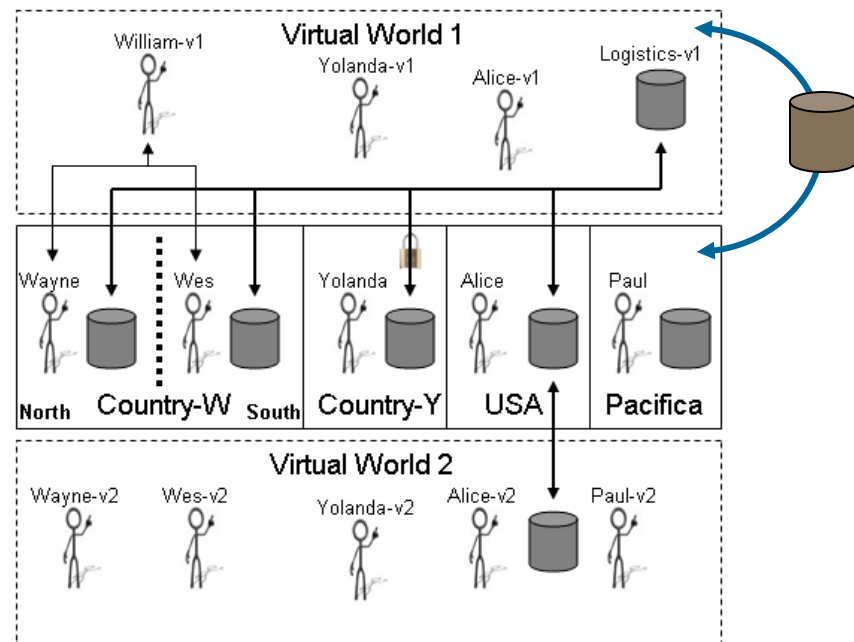 Virtual World 1
William-v1
Yolanda-v1
Alice-v1
Logistics-v1
Wayne
Wes
Yolanda
Alice
Paul
North
Country-W
South
Country-Y
USA
Pacifica
Virtual World 2
Wayne-v2
Wes-v2
Yolanda-v2
Alice-v2
Paul-v2